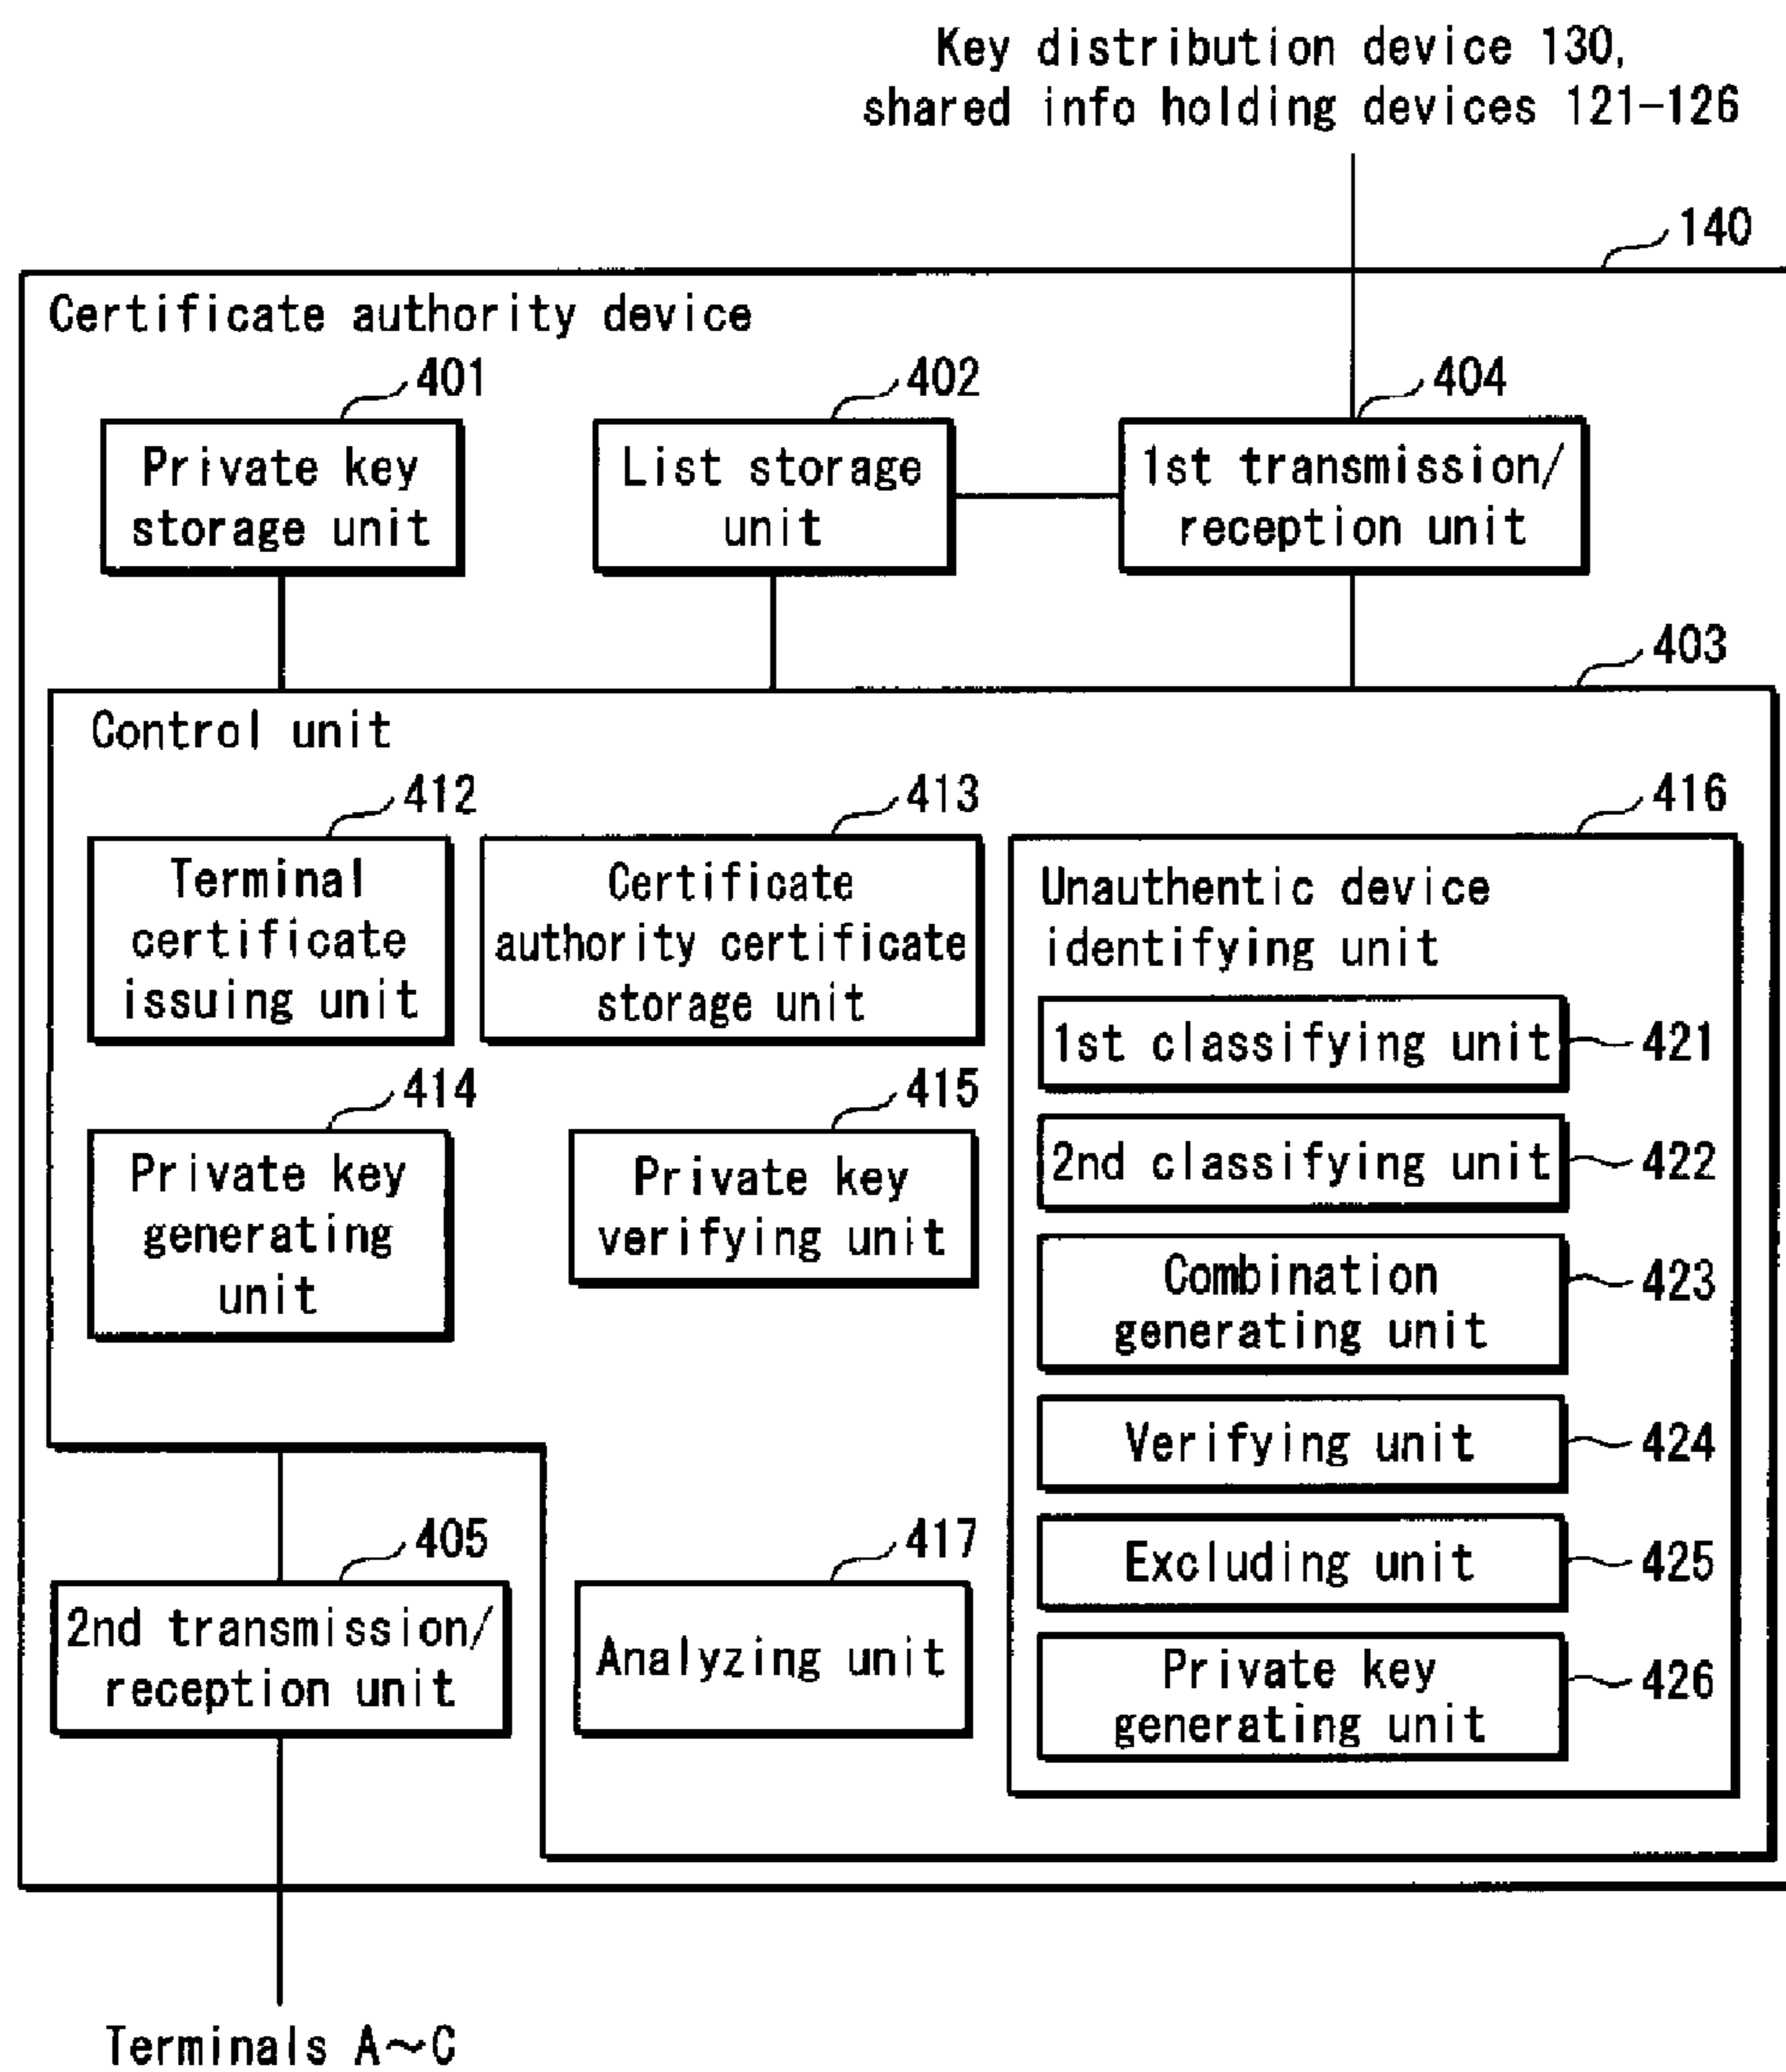 Key distribution device 130,
shared info holding devices 121-126
140
Certificate authority device
401
402
404
Private key
storage unit
List storage
unit
1st transmission/
reception unit
403
Control unit
412
413
416
Terminal
certificate
issuing unit
Certificate
authority certificate
storage unit
Unauthentic device
identifying unit
1st classifying unit
421
414
415
Private key
generating
unit
Private key
verifying unit
2nd classifying unit
422
Combination
generating unit
423
Verifying unit
424
405
417
Excluding unit
425
2nd transmission/
reception unit
Analyzing unit
Private key
generating unit
426
Terminals A~C